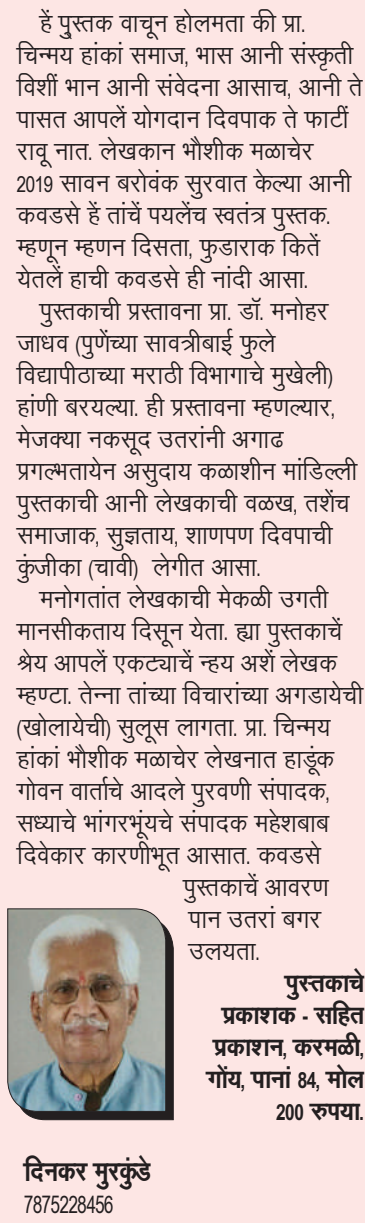 हें पुस्तक वाचून होलमता की प्रा.
चिन्मय हांकां समाज, भास आनी संस्कृती
विशीं भान आनी संवेदना आसाच, आनी ते
पासत आपलें योगदान दिवपाक ते फाटीं
रावू नात. लेखकान भौशीक मळाचेर
2019 सावन बरोवंक सुरवात केल्या आनी
कवडसे हें तांचें पयलेंच स्वतंत्र पुस्तक.
म्हणून म्हणन दिसता, फुडाराक कितें
येतलें हाची कवडसे ही नांदी आसा.
पुस्तकाची प्रस्तावना प्रा. डॉ. मनोहर
जाधव (पुणेंच्या सावत्रीबाई फुले
विद्यापीठाच्या मराठी विभागाचे मुखेली)
हांणी बरयल्या. ही प्रस्तावना म्हणल्यार,
मेजक्या नकसूद उतरांनी अगाढ
प्रगल्भतायेन असुदाय कळाशीन मांडिल्ली
पुस्तकाची आनी लेखकाची वळख, तशेंच
समाजाक, सुज्ञताय, शाणपण दिवपाची
कुंजीका (चावी) लेगीत आसा.
मनोगतांत लेखकाची मेकळी उगती
मानसीकताय दिसून येता. ह्या पुस्तकाचें
श्रेय आपलें एकट्याचें न्हय अशें लेखक
म्हण्टा. तेन्ना तांच्या विचारांच्या अगडायेची
(खोलायेची) सुलूस लागता. प्रा. चिन्मय
हांकां भौशीक मळाचेर लेखनात हाडूंक
गोवन वार्ताचे आदले पुरवणी संपादक,
सध्याचे भांगरभूंयचे संपादक महेशबाब
दिवेकार कारणीभूत आसात. कवडसे
पुस्तकाचें आवरण
पान उतरां बगर
उलयता.
पुस्तकाचे
प्रकाशक - सहित
प्रकाशन, करमळी,
गोंय, पानां 84, मोल
200 रुपया.
दिनकर मुरकुंडे
7875228456